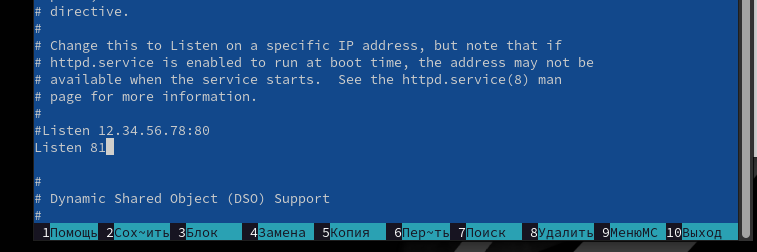 # directive.
#
# Change this to Listen on a specific IP address, but note that if
# httpd.service is enabled to run at boot time, the address may not be
# available when the service starts.  See the httpd.service(8) man
# page for more information.
#
#Listen 12.34.56.78:80
Listen 81

#
# Dynamic Shared Object (DSO) Support
#
1Помощь 2Сох~ить 3Блок 4Замена 5Копия 6Пер~ть 7Поиск 8Удалить 9МенюMC 10Выход